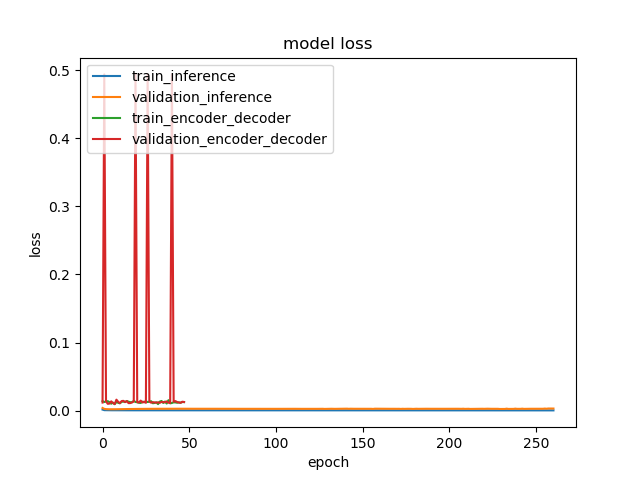 model loss
train_inference
validation_inference
train_encoder_decoder
validation_encoder_decoder
0.5
0.4
0.3
0.2
0.1
0.0
loss
0 50 100 150 200 250
epoch